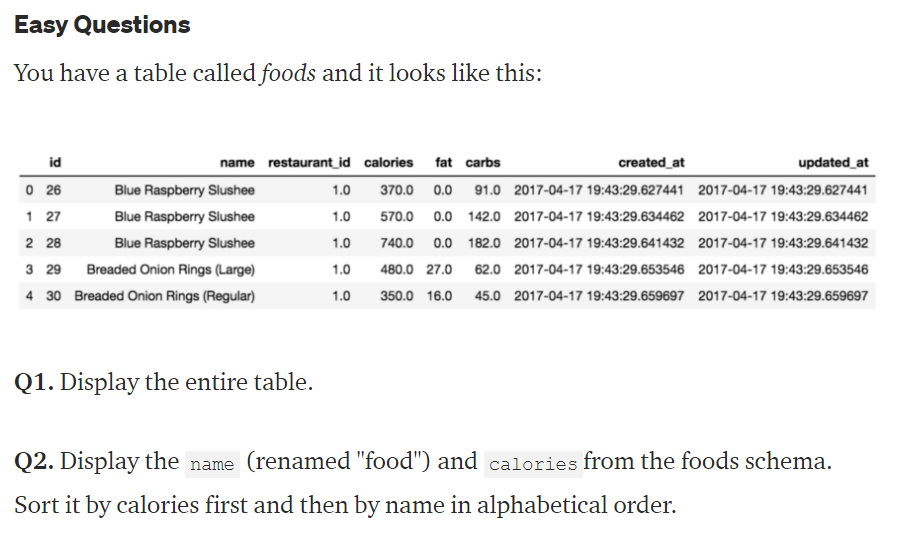 Easy Questions
You have a table called foods and it looks like this:
id name restaurant_id calories fat carbs created_at updated_at
0 26 Blue Raspberry Slushee 1.0 370.0 0.0 91.0 2017-04-17 19:43:29.627441 2017-04-17 19:43:29.627441
1 27 Blue Raspberry Slushee 1.0 570.0 0.0 142.0 2017-04-17 19:43:29.634462 2017-04-17 19:43:29.634462
2 28 Blue Raspberry Slushee 1.0 740.0 0.0 182.0 2017-04-17 19:43:29.641432 2017-04-17 19:43:29.641432
3 29 Breaded Onion Rings (Large) 1.0 480.0 27.0 62.0 2017-04-17 19:43:29.653546 2017-04-17 19:43:29.653546
4 30 Breaded Onion Rings (Regular) 1.0 350.0 16.0 45.0 2017-04-17 19:43:29.659697 2017-04-17 19:43:29.659697
Q1. Display the entire table.
Q2. Display the name (renamed "food") and calories from the foods schema.
Sort it by calories first and then by name in alphabetical order.